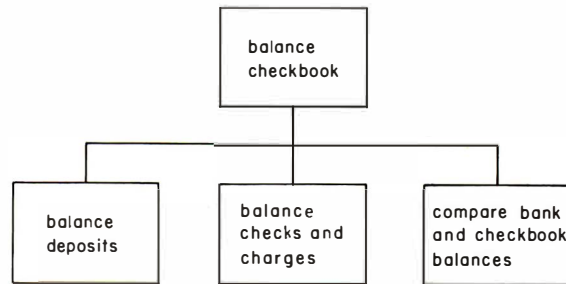 balance
checkbook
balance
deposits
balance
checks and
charges
compare bank
and checkbook
balances